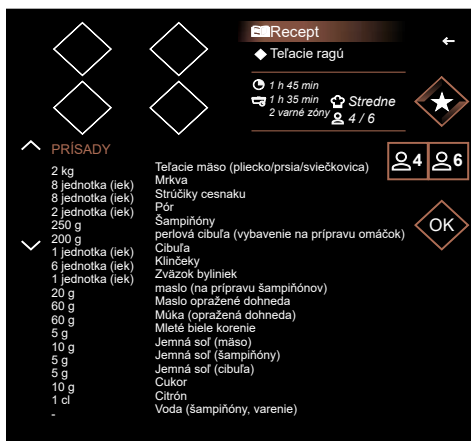 Recept
Teľacie ragú
1 h 45 min
1 h 35 min
2 varné zóny
Stredne
4 / 6
PRÍSADY
4
6
OK
2 kg Teľacie mäso (pliecko/prsia/sviečkovica)
8 jednotka (iek) Mrkva
8 jednotka (iek) Strúčiky cesnaku
2 jednotka (iek) Pór
250 g Šampiňóny
200 g perlová cibuľa (vybavenie na prípravu omáčok)
1 jednotka (iek) Cibuľa
6 jednotka (iek) Klinčeky
1 jednotka (iek) Zväzok byliniek
20 g maslo (na prípravu šampiňónov)
60 g Maslo opražené dohneda
60 g Múka (opražená dohneda)
5 g Mleté biele korenie
10 g Jemná soľ (mäso)
5 g Jemná soľ (šampiňóny)
5 g Jemná soľ (cibuľa)
10 g Cukor
1 cl Citrón
- Voda (šampiňóny, varenie)